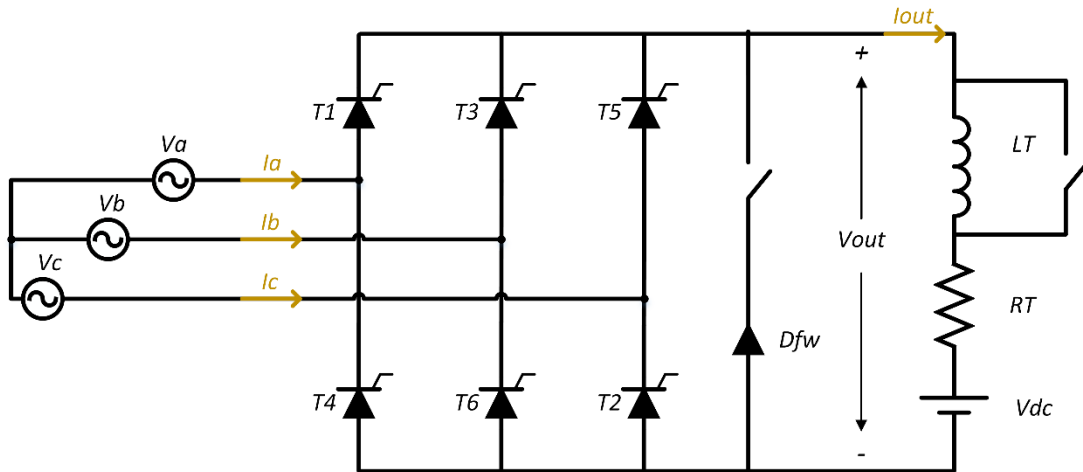 Iout
+
T1
T3
T5
Va
Ia
LT
Vb
Ib
Vout
Vc
Ic
RT
Dfw
T4
T6
T2
Vdc
-